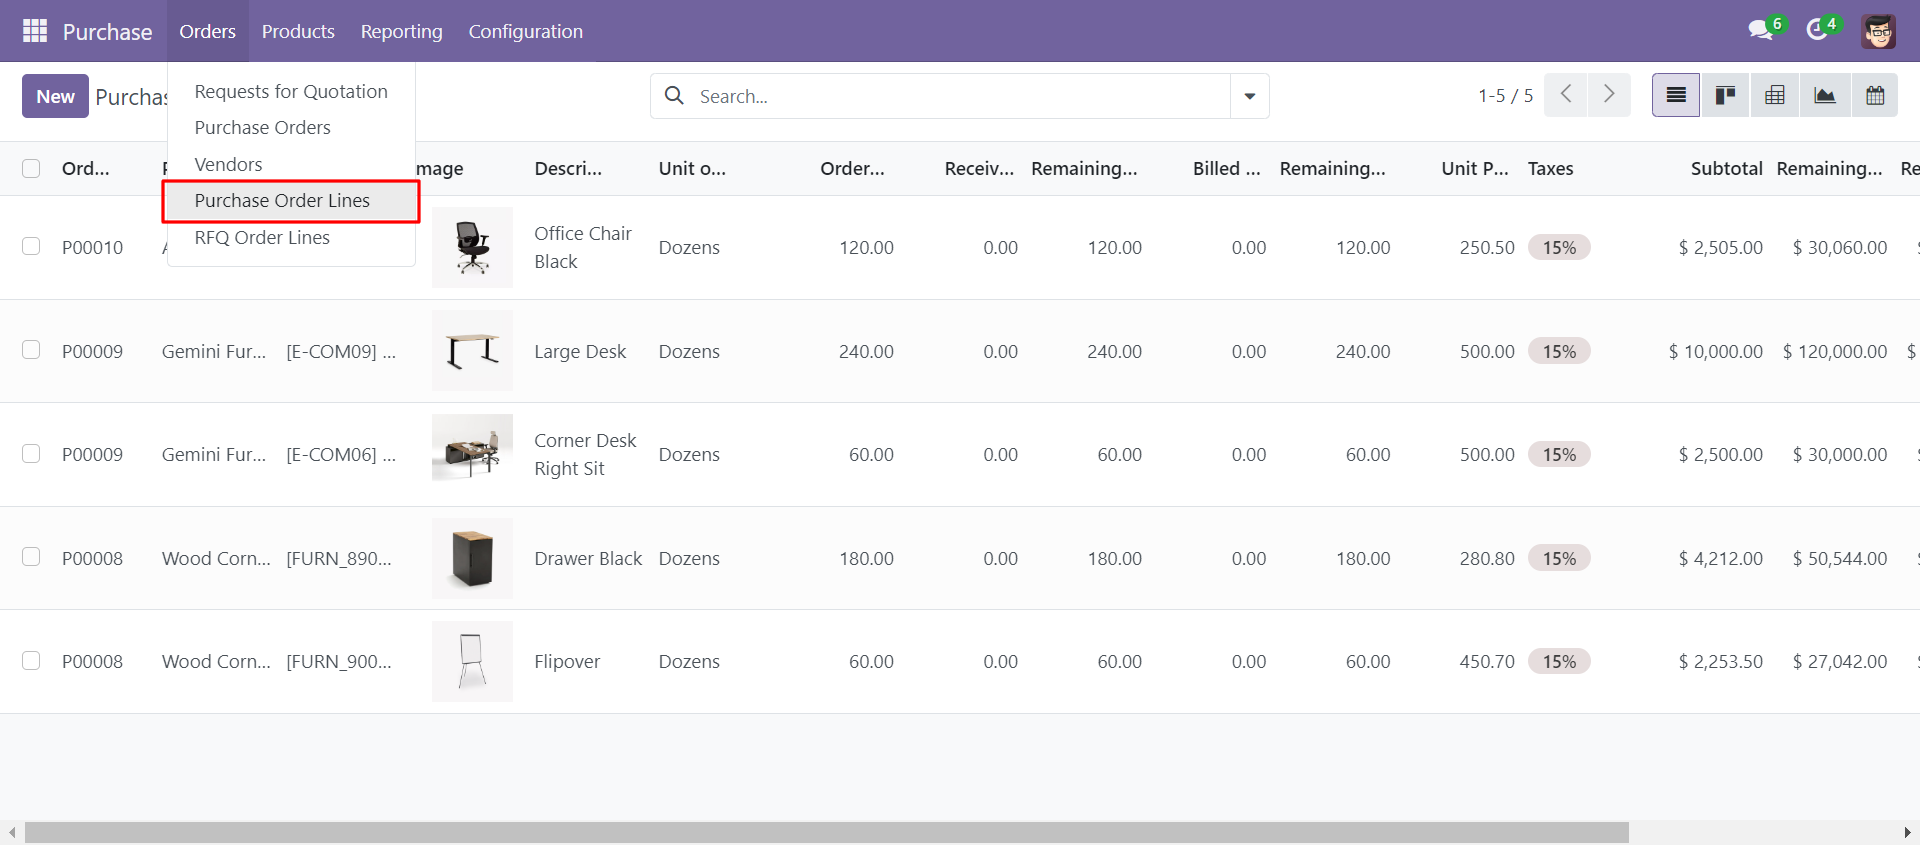 Purchase Orders Products Reporting Configuration 6 4
New Purchas Search... 1-5 / 5
Requests for Quotation
Purchase Orders
Vendors
Purchase Order Lines
RFQ Order Lines
Ord... mage Descri... Unit o... Order... Receiv... Remaining... Billed ... Remaining... Unit P... Taxes Subtotal Remaining... Re
P00010 Office Chair Black Dozens 120.00 0.00 120.00 0.00 120.00 250.50 15% $ 2,505.00 $ 30,060.00
P00009 Gemini Fur... [E-COM09] ... Large Desk Dozens 240.00 0.00 240.00 0.00 240.00 500.00 15% $ 10,000.00 $ 120,000.00 $
P00009 Gemini Fur... [E-COM06] ... Corner Desk Right Sit Dozens 60.00 0.00 60.00 0.00 60.00 500.00 15% $ 2,500.00 $ 30,000.00
P00008 Wood Corn... [FURN_890... Drawer Black Dozens 180.00 0.00 180.00 0.00 180.00 280.80 15% $ 4,212.00 $ 50,544.00
P00008 Wood Corn... [FURN_900... Flipover Dozens 60.00 0.00 60.00 0.00 60.00 450.70 15% $ 2,253.50 $ 27,042.00